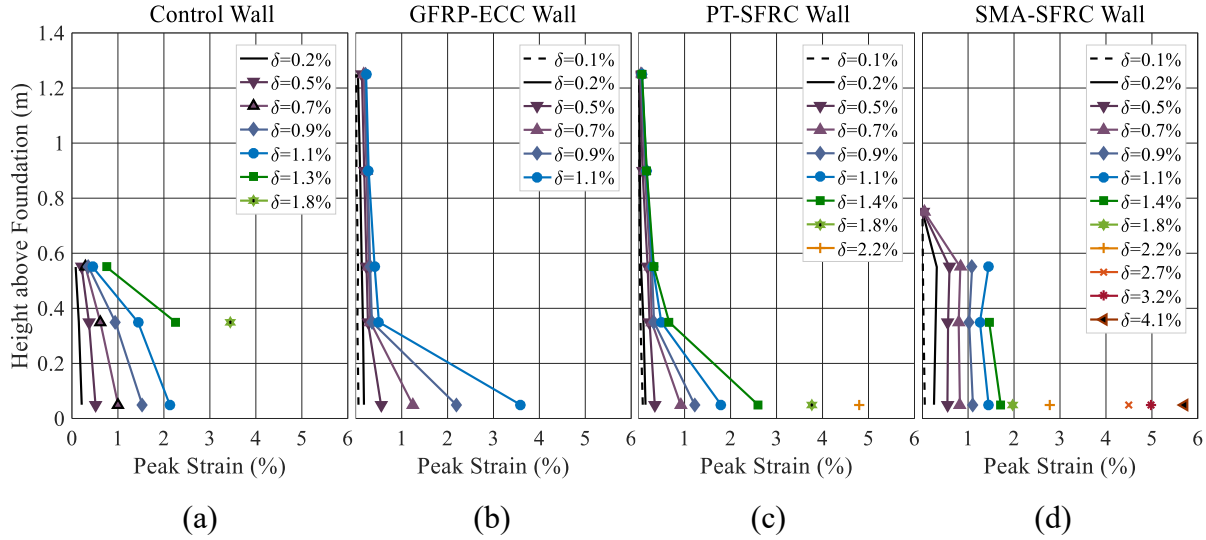 Control Wall
GFRP-ECC Wall
PT-SFRC Wall
SMA-SFRC Wall
Height above Foundation (m)
1.4
1.2
1
0.8
0.6
0.4
0.2
0
δ=0.2%
δ=0.5%
δ=0.7%
δ=0.9%
δ=1.1%
δ=1.3%
δ=1.8%
0 1 2 3 4 5 6
Peak Strain (%)
(a)
δ=0.1%
δ=0.2%
δ=0.5%
δ=0.7%
δ=0.9%
δ=1.1%
1 2 3 4 5 6
Peak Strain (%)
(b)
δ=0.1%
δ=0.2%
δ=0.5%
δ=0.7%
δ=0.9%
δ=1.1%
δ=1.4%
δ=1.8%
δ=2.2%
1 2 3 4 5 6
Peak Strain (%)
(c)
δ=0.1%
δ=0.2%
δ=0.5%
δ=0.7%
δ=0.9%
δ=1.1%
δ=1.4%
δ=1.8%
δ=2.2%
δ=2.7%
δ=3.2%
δ=4.1%
1 2 3 4 5 6
Peak Strain (%)
(d)